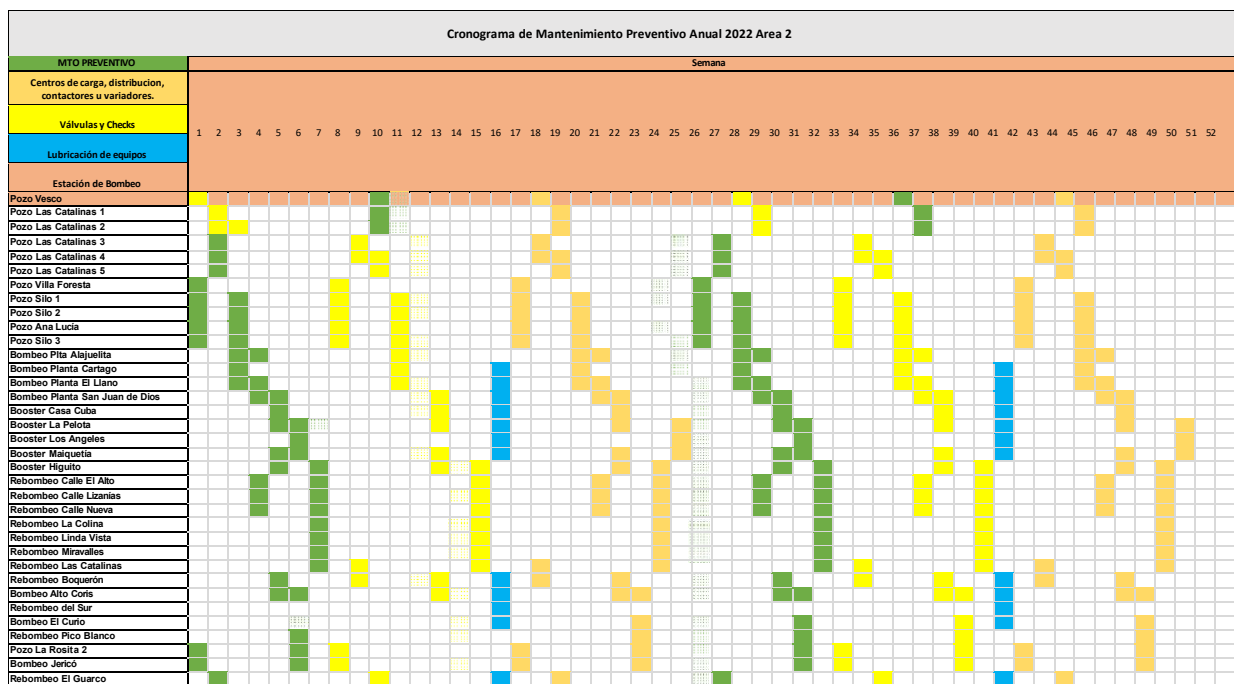 Cronograma de Mantenimiento Preventivo Anual 2022 Area 2
MTO PREVENTIVO
Semana
Centros de carga, distribucion,
contactores u variadores.
Válvulas y Checks
1 2 3 4 5 6 7 8 9 10 11 12 13 14 15 16 17 18 19 20 21 22 23 24 25 26 27 28 29 30 31 32 33 34 35 36 37 38 39 40 41 42 43 44 45 46 47 48 49 50 51 52
Lubricación de equipos
Estación de Bombeo
Pozo Vesco
Pozo Las Catalinas 1
Pozo Las Catalinas 2
Pozo Las Catalinas 3
Pozo Las Catalinas 4
Pozo Las Catalinas 5
Pozo Villa Foresta
Pozo Silo 1
Pozo Silo 2
Pozo Ana Lucía
Pozo Silo 3
Bombeo Plta Alajuelita
Bombeo Planta Cartago
Bombeo Planta El Llano
Bombeo Planta San Juan de Dios
Booster Casa Cuba
Booster La Pelota
Booster Los Angeles
Booster Maiquetía
Booster Higuito
Rebombeo Calle El Alto
Rebombeo Calle Lizanías
Rebombeo Calle Nueva
Rebombeo La Colina
Rebombeo Linda Vista
Rebombeo Miravalles
Rebombeo Las Catalinas
Rebombeo Boquerón
Bombeo Alto Coris
Rebombeo del Sur
Bombeo El Curio
Rebombeo Pico Blanco
Pozo La Rosita 2
Bombeo Jericó
Rebombeo El Guarco